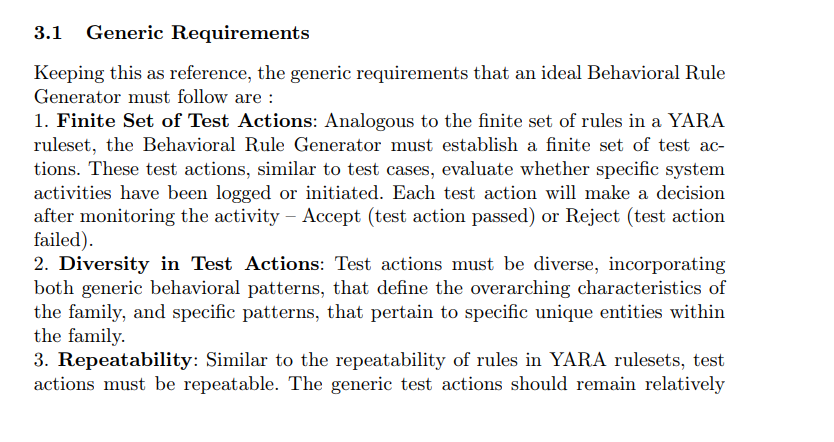 3.1 Generic Requirements
Keeping this as reference, the generic requirements that an ideal Behavioral Rule
Generator must follow are :
1. Finite Set of Test Actions: Analogous to the finite set of rules in a YARA
ruleset, the Behavioral Rule Generator must establish a finite set of test ac-
tions. These test actions, similar to test cases, evaluate whether specific system
activities have been logged or initiated. Each test action will make a decision
after monitoring the activity – Accept (test action passed) or Reject (test action
failed).
2. Diversity in Test Actions: Test actions must be diverse, incorporating
both generic behavioral patterns, that define the overarching characteristics of
the family, and specific patterns, that pertain to specific unique entities within
the family.
3. Repeatability: Similar to the repeatability of rules in YARA rulesets, test
actions must be repeatable. The generic test actions should remain relatively